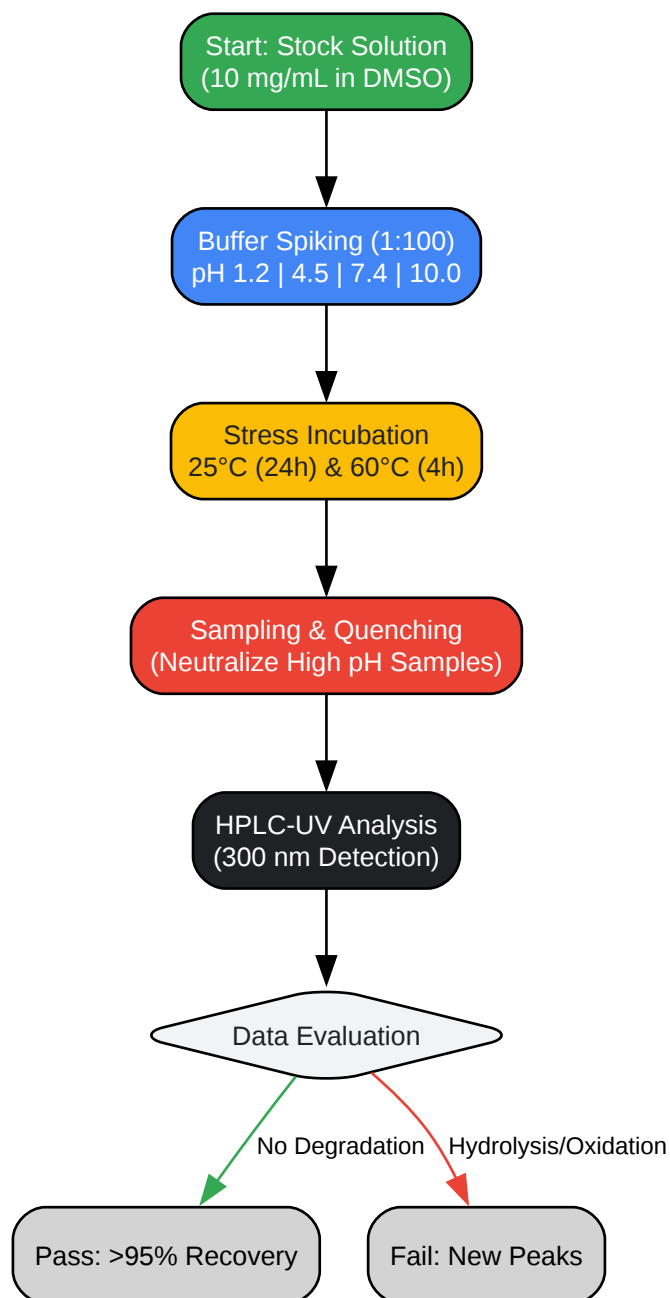 Start: Stock Solution
(10 mg/mL in DMSO)
Buffer Spiking (1:100)
pH 1.2 | 4.5 | 7.4 | 10.0
Stress Incubation
25°C (24h) & 60°C (4h)
Sampling & Quenching
(Neutralize High pH Samples)
HPLC-UV Analysis
(300 nm Detection)
Data Evaluation
No Degradation
Hydrolysis/Oxidation
Pass: >95% Recovery
Fail: New Peaks